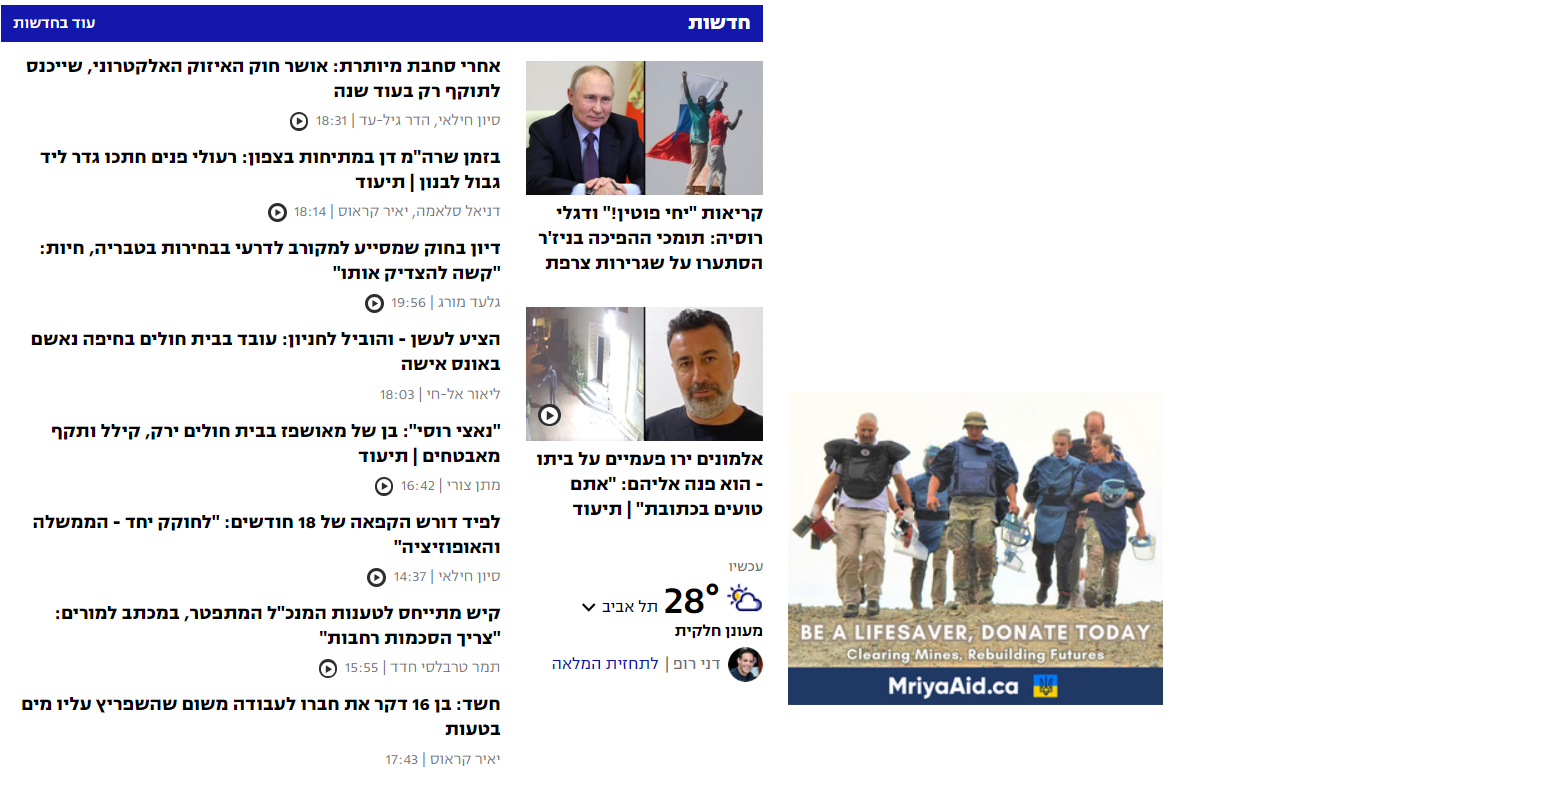 חדשות
עוד בחדשות
קריאות "יחי פוטין!" ודגלי
רוסיה: תומכי ההפיכה בניז'ר
הסתערו על שגרירות צרפת
אלמונים ירו פעמיים על ביתו
- הוא פנה אליהם: "אתם
טועים בכתובת" | תיעוד
עכשיו
28° תל אביב
מעונן חלקית
דני רופ | לתחזית המלאה
אחרי סחבת מיותרת: אושר חוק האיזוק האלקטרוני, שייכנס
לתוקף רק בעוד שנה
סיון חילאי, הדר גיל-עד | 18:31
בזמן שרה"מ דן במתיחות בצפון: רעולי פנים חתכו גדר ליד
גבול לבנון | תיעוד
דניאל סלאמה, יאיר קראוס | 18:14
דיון בחוק שמסייע למקורב לדרעי בבחירות בטבריה, חיות:
"קשה להצדיק אותו"
גלעד מורג | 19:56
הציע לעשן - והוביל לחניון: עובד בבית חולים בחיפה נאשם
באונס אישה
ליאור אל-חי | 18:03
"נאצי רוסי": בן של מאושפז בבית חולים ירק, קילל ותקף
מאבטחים | תיעוד
מתן צורי | 16:42
לפיד דורש הקפאה של 18 חודשים: "לחוקק יחד - הממשלה
והאופוזיציה"
סיון חילאי | 14:37
קיש מתייחס לטענות המנכ"ל המתפטר, במכתב למורים:
"צריך הסכמות רחבות"
תמר טרבלסי חדד | 15:55
חשד: בן 16 דקר את חברו לעבודה משום שהשפריץ עליו מים
בטעות
יאיר קראוס | 17:43
BE A LIFESAVER, DONATE TODAY
Clearing Mines, Rebuilding Futures
MriyaAid.ca